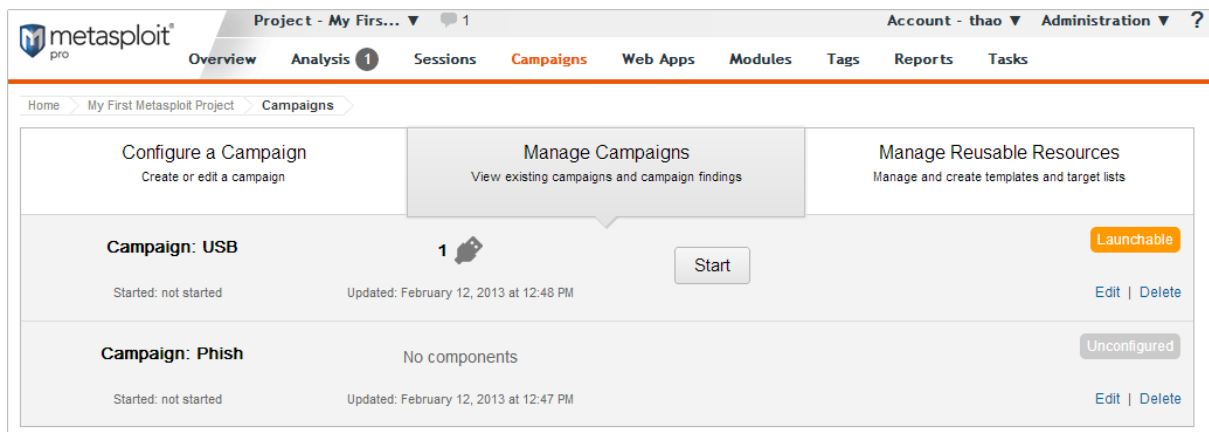 metasploit®
pro
Project - My Firs... ▼ 1
Account - thao ▼ Administration ▼ ?
Overview Analysis 1 Sessions Campaigns Web Apps Modules Tags Reports Tasks
Home My First Metasploit Project Campaigns
Configure a Campaign
Create or edit a campaign
Manage Campaigns
View existing campaigns and campaign findings
Manage Reusable Resources
Manage and create templates and target lists
Campaign: USB 1 Start Launchable
Started: not started Updated: February 12, 2013 at 12:48 PM Edit | Delete
Campaign: Phish No components Unconfigured
Started: not started Updated: February 12, 2013 at 12:47 PM Edit | Delete